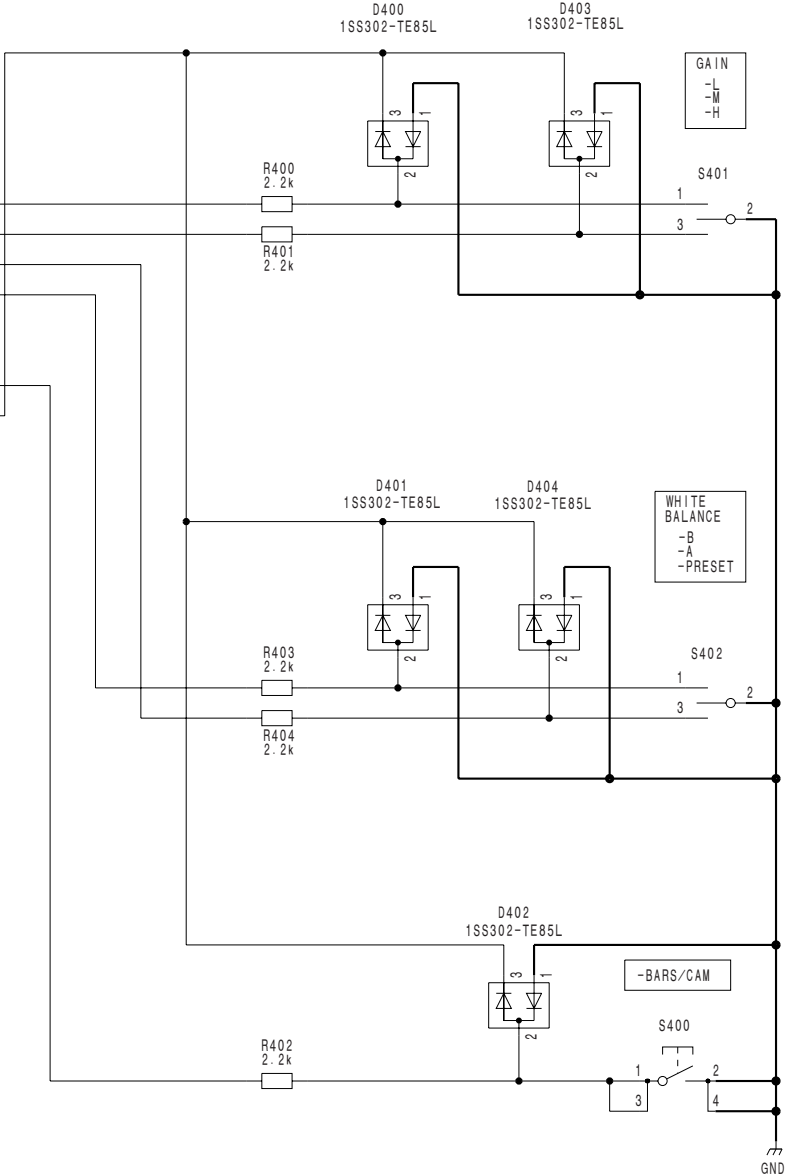 D400
1SS302-TE85L
D403
1SS302-TE85L
GAIN
-L
-M
-H
3
1
2
3
1
2
R400
2.2k
S401
1
2
3
R401
2.2k
D401
1SS302-TE85L
D404
1SS302-TE85L
WHITE
BALANCE
-B
-A
-PRESET
3
1
2
3
1
2
R403
2.2k
S402
1
2
3
R404
2.2k
D402
1SS302-TE85L
3
1
2
-BARS/CAM
S400
R402
2.2k
1
2
3
4
GND